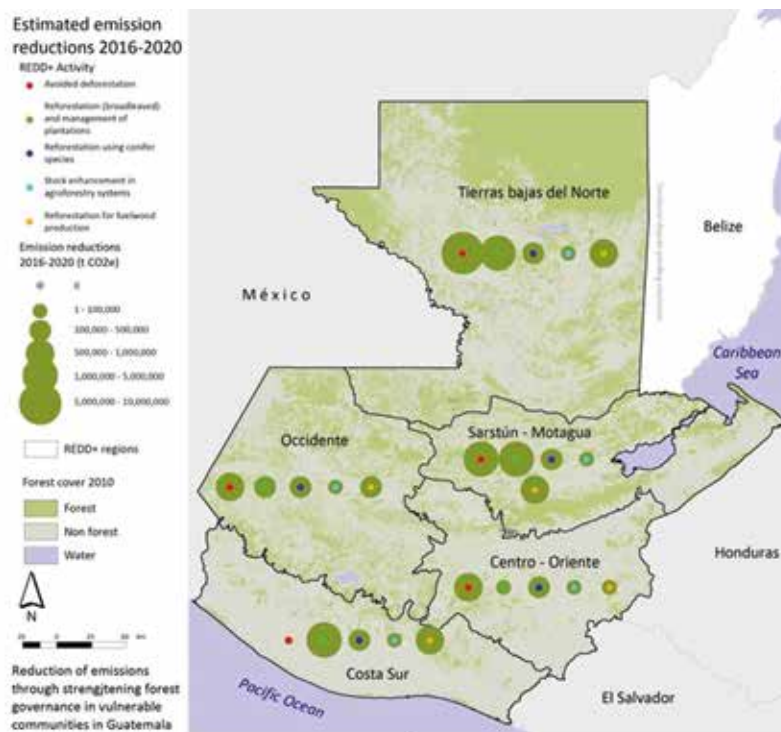 Estimated emission
reductions 2016-2020
REDD+ Activity
Avoided deforestation
Reforestation (broadleaved)
and management of
plantations
Reforestation using conifer
species
Stock enhancement in
agroforestry systems
Reforestation for fuelwood
production
Emission reductions
2016-2020 (t CO2e)
0
1 - 100,000
100,000 - 500,000
500,000 - 1,000,000
1,000,000 - 5,000,000
5,000,000 - 10,000,000
REDD+ regions
Forest cover 2010
Forest
Non forest
Water
N
Reduction of emissions
through strengjtening forest
governance in vulnerable
communities in Guatemala
Tierras bajas del Norte
Belize
México
Caribbean
Sea
Occidente
Sarstún - Motagua
Honduras
Centro - Oriente
Costa Sur
El Salvador
Pacific Ocean